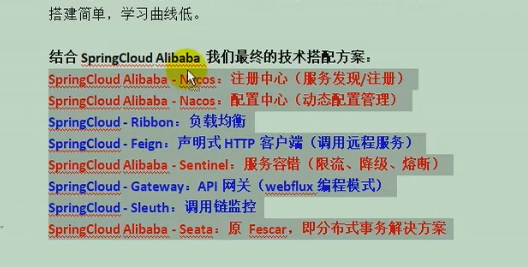 搭建简单，学习曲线低。
结合 SpringCloud Alibaba 我们最终的技术搭配方案：
SpringCloud Alibaba - Nacos：注册中心（服务发现/注册）
SpringCloud Alibaba - Nacos：配置中心（动态配置管理）
SpringCloud - Ribbon：负载均衡
SpringCloud - Feign：声明式 HTTP 客户端（调用远程服务）
SpringCloud Alibaba - Sentinel：服务容错（限流、降级、熔断）
SpringCloud - Gateway：API 网关（webflux 编程模式）
SpringCloud - Sleuth：调用链监控
SpringCloud Alibaba - Seata：原 Fescar，即分布式事务解决方案